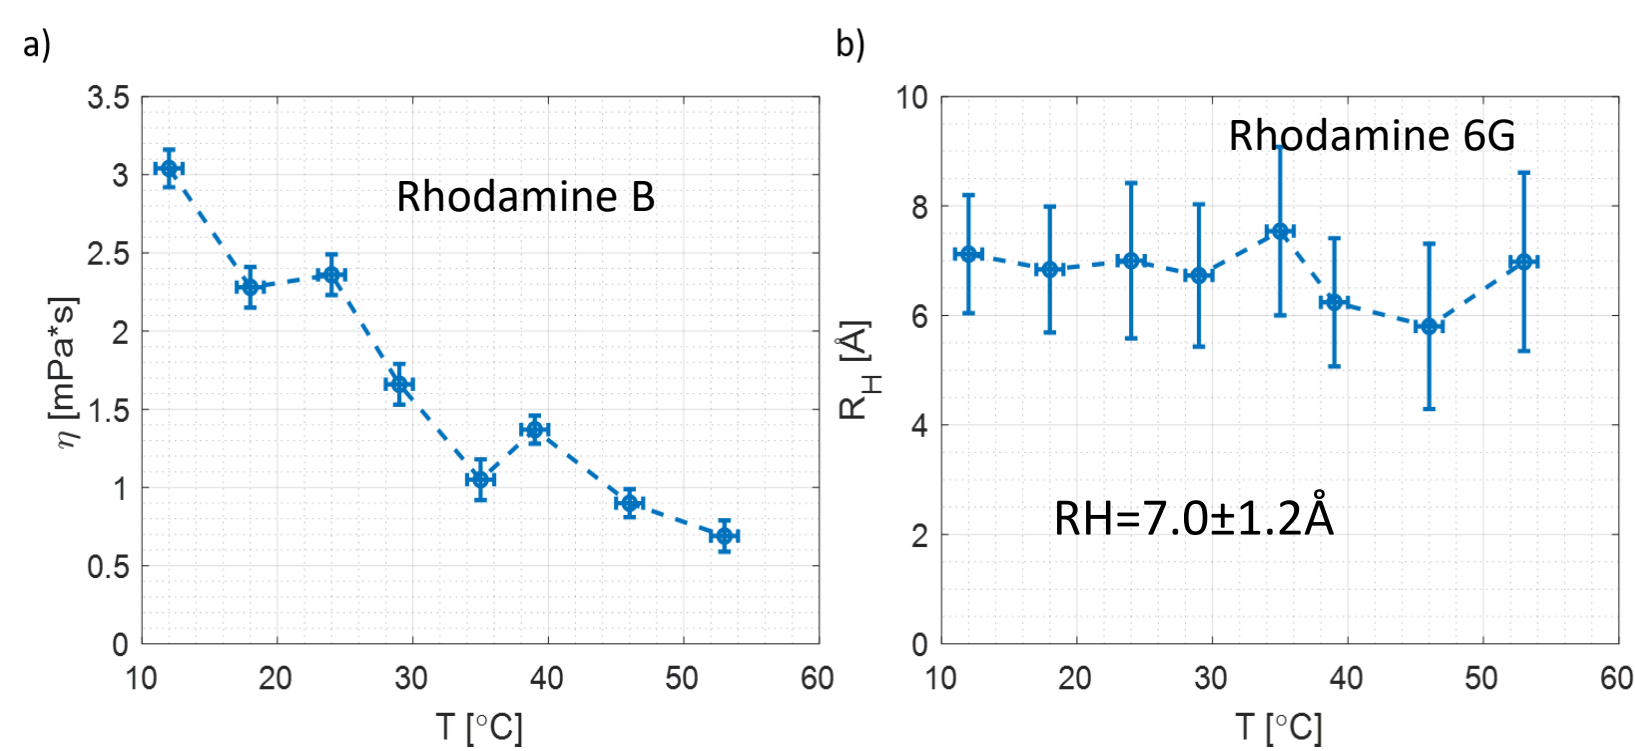 a)
3.5
3
2.5
2
1.5
1
0.5
0
η [mPa*s]
Rhodamine B
10 20 30 40 50 60
T [°C]
b)
10
8
6
4
2
0
R_H [Å]
Rhodamine 6G
RH=7.0±1.2Å
10 20 30 40 50 60
T [°C]